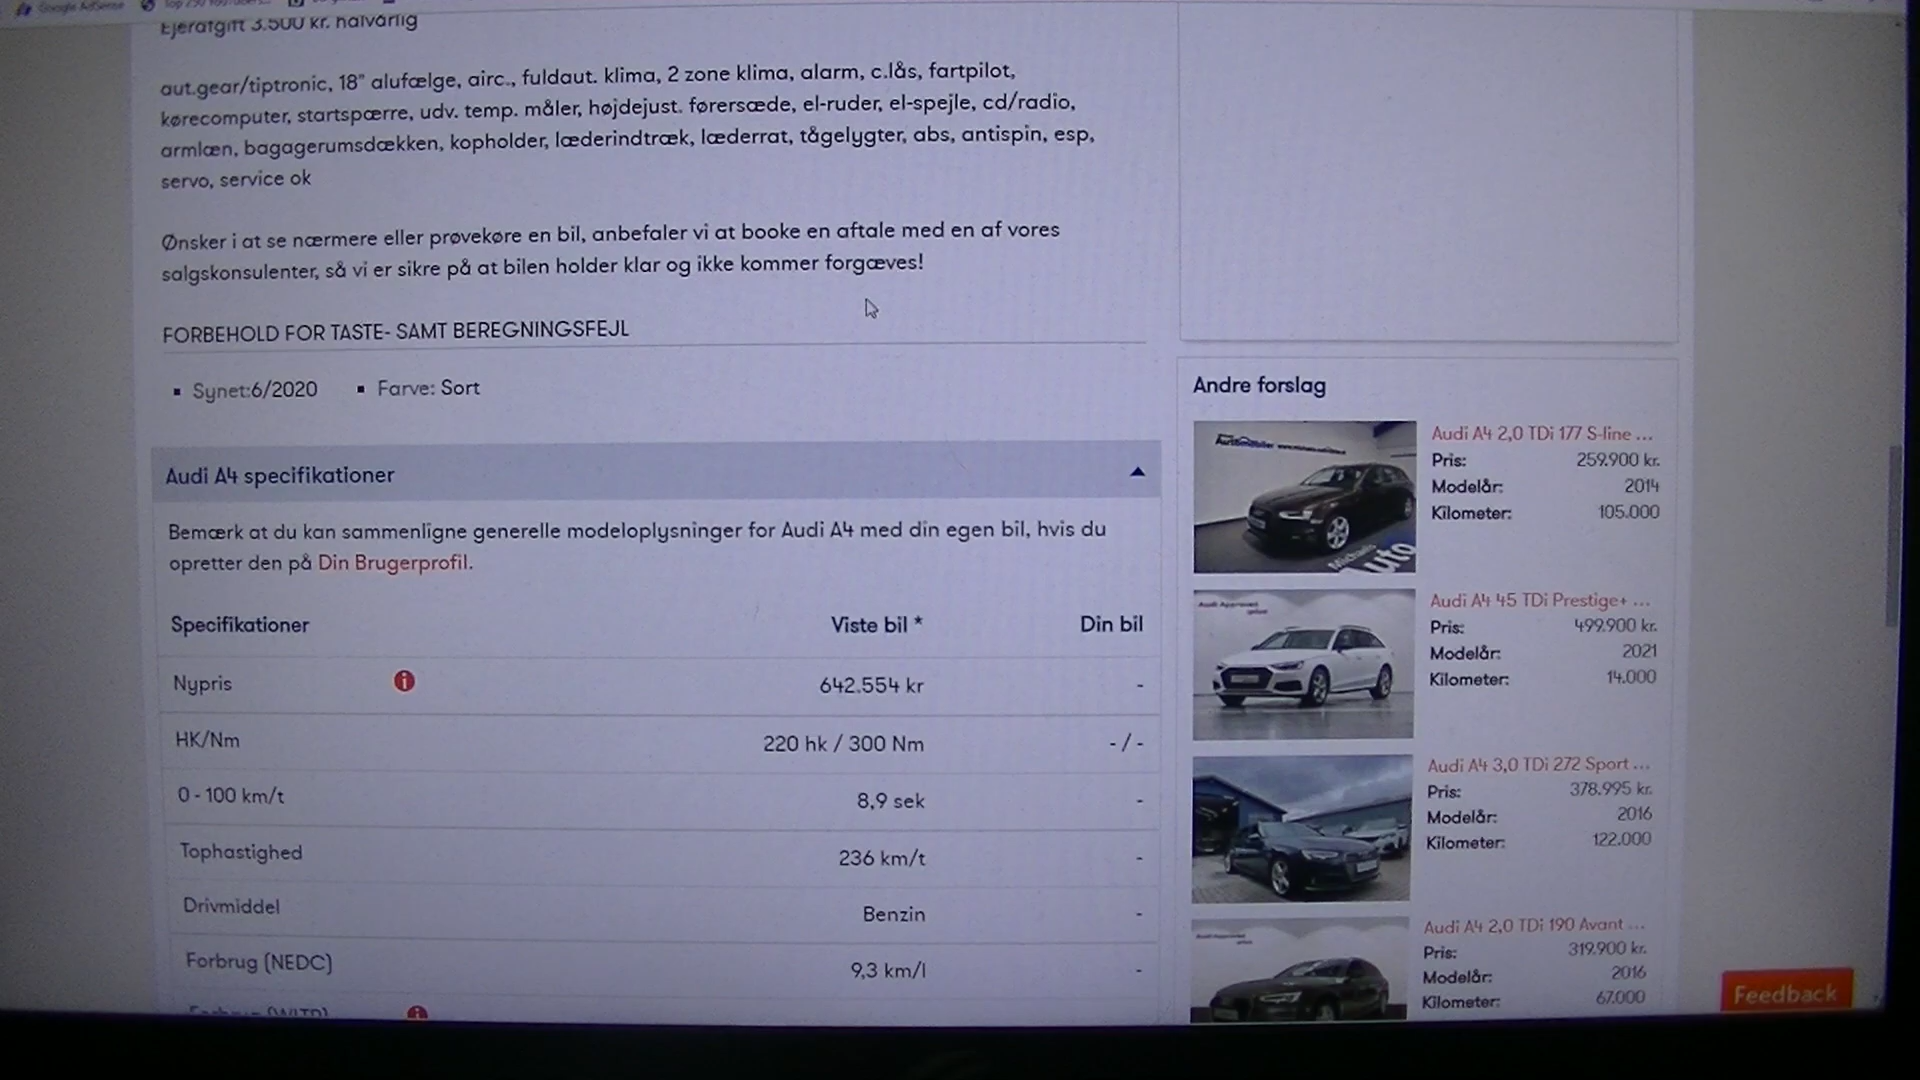 Google AdSense
Ejerafgift 3.500 kr. halvårlig
aut.gear/tiptronic, 18" alufælge, airc., fuldaut. klima, 2 zone klima, alarm, c.lås, fartpilot,
kørecomputer, startspærre, udv. temp. måler, højdejust. førersæde, el-ruder, el-spejle, cd/radio,
armlæn, bagagerumsdækken, kopholder, læderindtræk, læderrat, tågelygter, abs, antispin, esp,
servo, service ok
Ønsker i at se nærmere eller prøvekøre en bil, anbefaler vi at booke en aftale med en af vores
salgskonsulenter, så vi er sikre på at bilen holder klar og ikke kommer forgæves!
FORBEHOLD FOR TASTE- SAMT BEREGNINGSFEJL
Synet:6/2020 Farve: Sort
Audi A4 specifikationer
Bemærk at du kan sammenligne generelle modeloplysninger for Audi A4 med din egen bil, hvis du
opretter den på Din Brugerprofil.
Specifikationer Viste bil * Din bil
Nypris 642.554 kr -
HK/Nm 220 hk / 300 Nm - / -
0 - 100 km/t 8,9 sek -
Tophastighed 236 km/t -
Drivmiddel Benzin -
Forbrug (NEDC) 9,3 km/l -
Andre forslag
Audi A4 2,0 TDi 177 S-line ...
Pris: 259.900 kr.
Modelår: 2014
Kilometer: 105.000
Audi A4 45 TDi Prestige+ ...
Pris: 499.900 kr.
Modelår: 2021
Kilometer: 14.000
Audi A4 3,0 TDi 272 Sport ...
Pris: 378.995 kr.
Modelår: 2016
Kilometer: 122.000
Audi A4 2,0 TDi 190 Avant ...
Pris: 319.900 kr.
Modelår: 2016
Kilometer: 67.000
Feedback